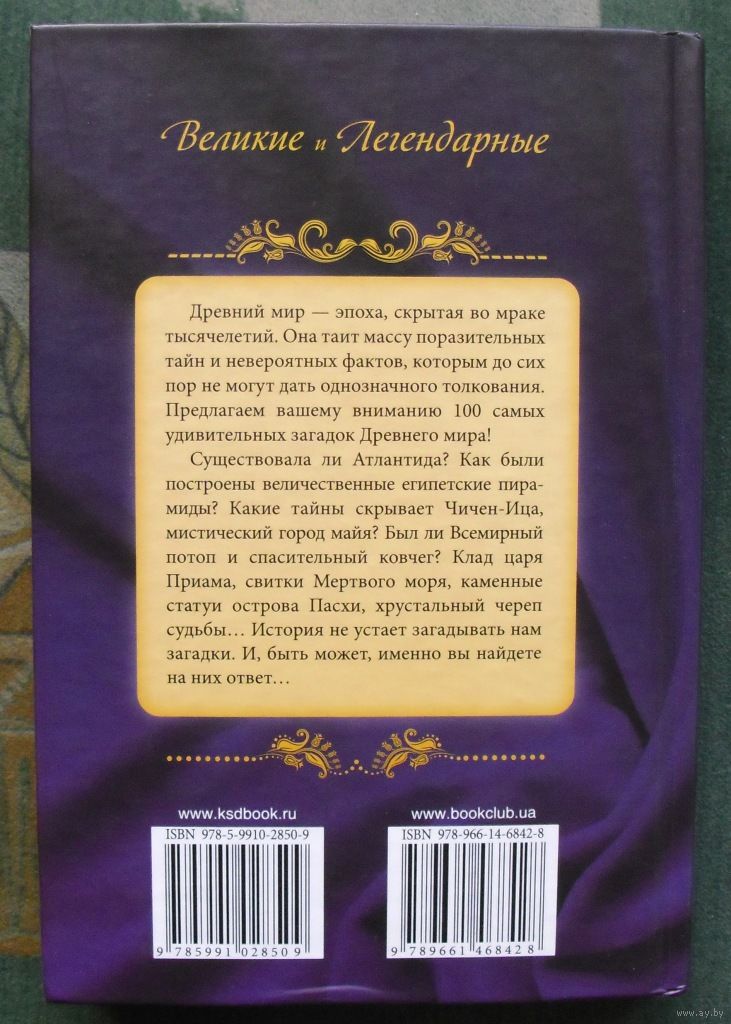 Великие и Легендарные
Древний мир — эпоха, скрытая во мраке
тысячелетий. Она таит массу поразительных
тайн и невероятных фактов, которым до сих
пор не могут дать однозначного толкования.
Предлагаем вашему вниманию 100 самых
удивительных загадок Древнего мира!
Существовала ли Атлантида? Как были
построены величественные египетские пира-
миды? Какие тайны скрывает Чичен-Ица,
мистический город майя? Был ли Всемирный
потоп и спасительный ковчег? Клад царя
Приама, свитки Мертвого моря, каменные
статуи острова Пасхи, хрустальный череп
судьбы… История не устает загадывать нам
загадки. И, быть может, именно вы найдете
на них ответ…
www.ksdbook.ru
ISBN 978-5-9910-2850-9
9 785991 028509
www.bookclub.ua
ISBN 978-966-14-6842-8
9 789661 468428
www.ay.by